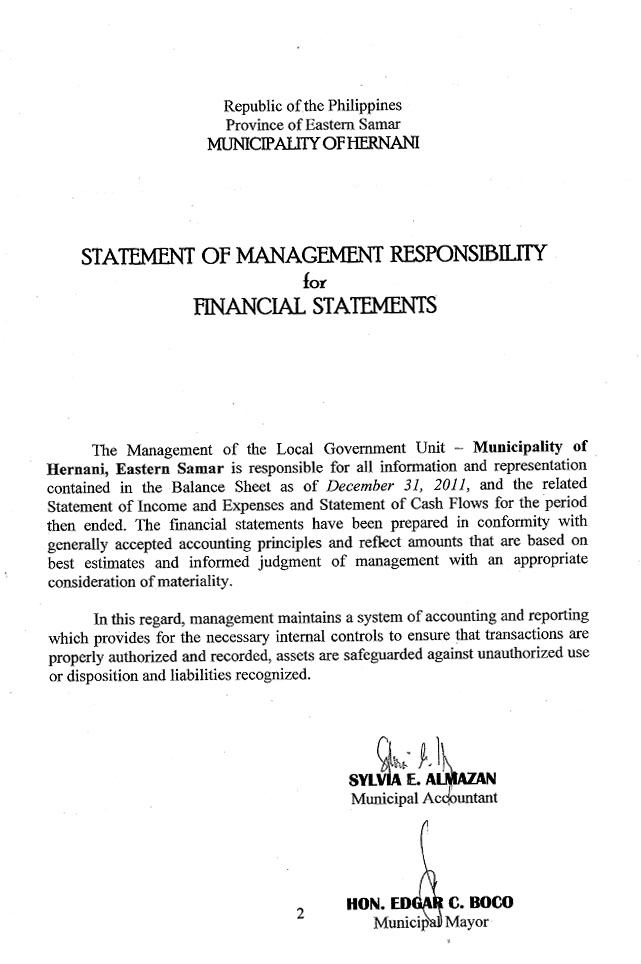 Republic of the Philippines
Province of Eastern Samar
MUNICIPALITY OF HERNANI
STATEMENT OF MANAGEMENT RESPONSIBILITY
for
FINANCIAL STATEMENTS
The Management of the Local Government Unit – Municipality of
Hernani, Eastern Samar is responsible for all information and representation
contained in the Balance Sheet as of December 31, 2011, and the related
Statement of Income and Expenses and Statement of Cash Flows for the period
then ended. The financial statements have been prepared in conformity with
generally accepted accounting principles and reflect amounts that are based on
best estimates and informed judgment of management with an appropriate
consideration of materiality.
In this regard, management maintains a system of accounting and reporting
which provides for the necessary internal controls to ensure that transactions are
properly authorized and recorded, assets are safeguarded against unauthorized use
or disposition and liabilities recognized.
SYLVIA E. ALMAZAN
Municipal Accountant
HON. EDGAR C. BOCO
Municipal Mayor
2